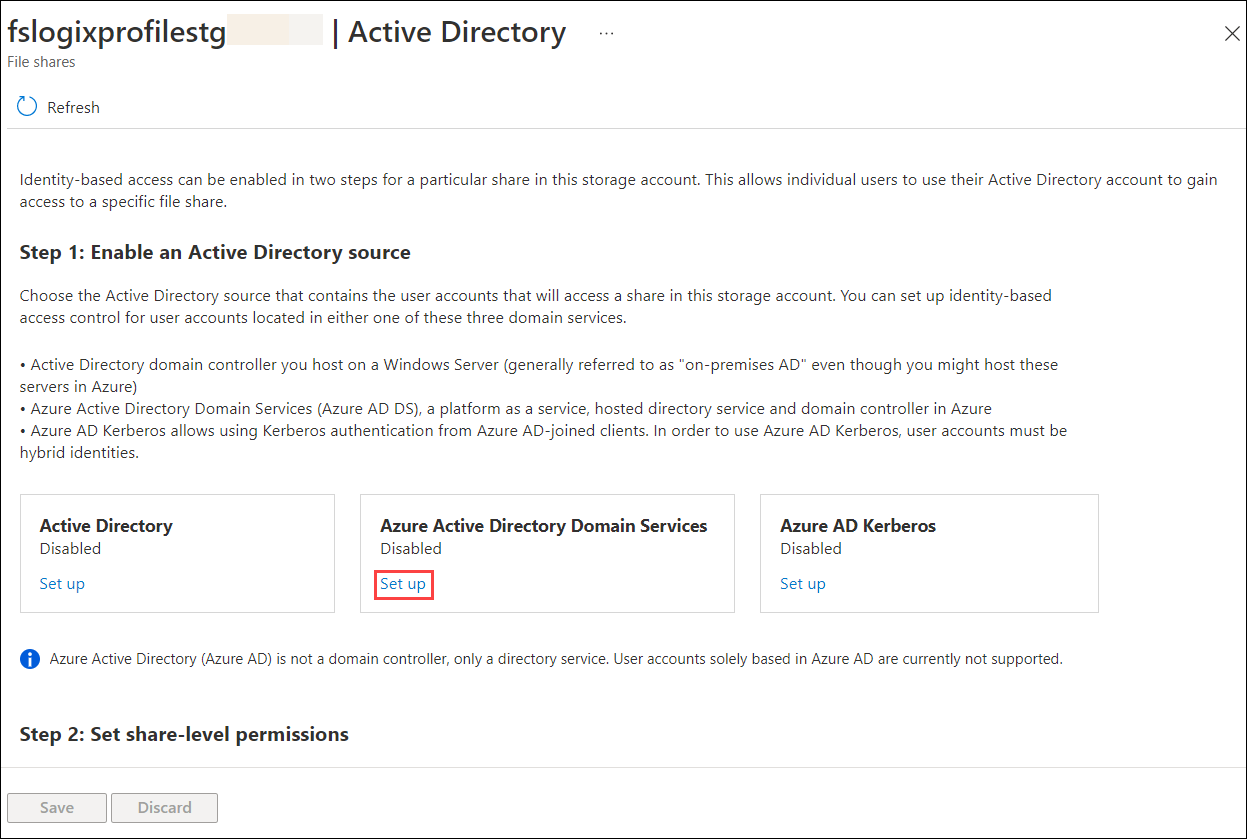 fslogixprofilestg | Active Directory ...
File shares
Refresh
Identity-based access can be enabled in two steps for a particular share in this storage account. This allows individual users to use their Active Directory account to gain
access to a specific file share.
Step 1: Enable an Active Directory source
Choose the Active Directory source that contains the user accounts that will access a share in this storage account. You can set up identity-based
access control for user accounts located in either one of these three domain services.
• Active Directory domain controller you host on a Windows Server (generally referred to as "on-premises AD" even though you might host these
servers in Azure)
• Azure Active Directory Domain Services (Azure AD DS), a platform as a service, hosted directory service and domain controller in Azure
• Azure AD Kerberos allows using Kerberos authentication from Azure AD-joined clients. In order to use Azure AD Kerberos, user accounts must be
hybrid identities.
Active Directory
Disabled
Set up
Azure Active Directory Domain Services
Disabled
Set up
Azure AD Kerberos
Disabled
Set up
Azure Active Directory (Azure AD) is not a domain controller, only a directory service. User accounts solely based in Azure AD are currently not supported.
Step 2: Set share-level permissions
Save
Discard